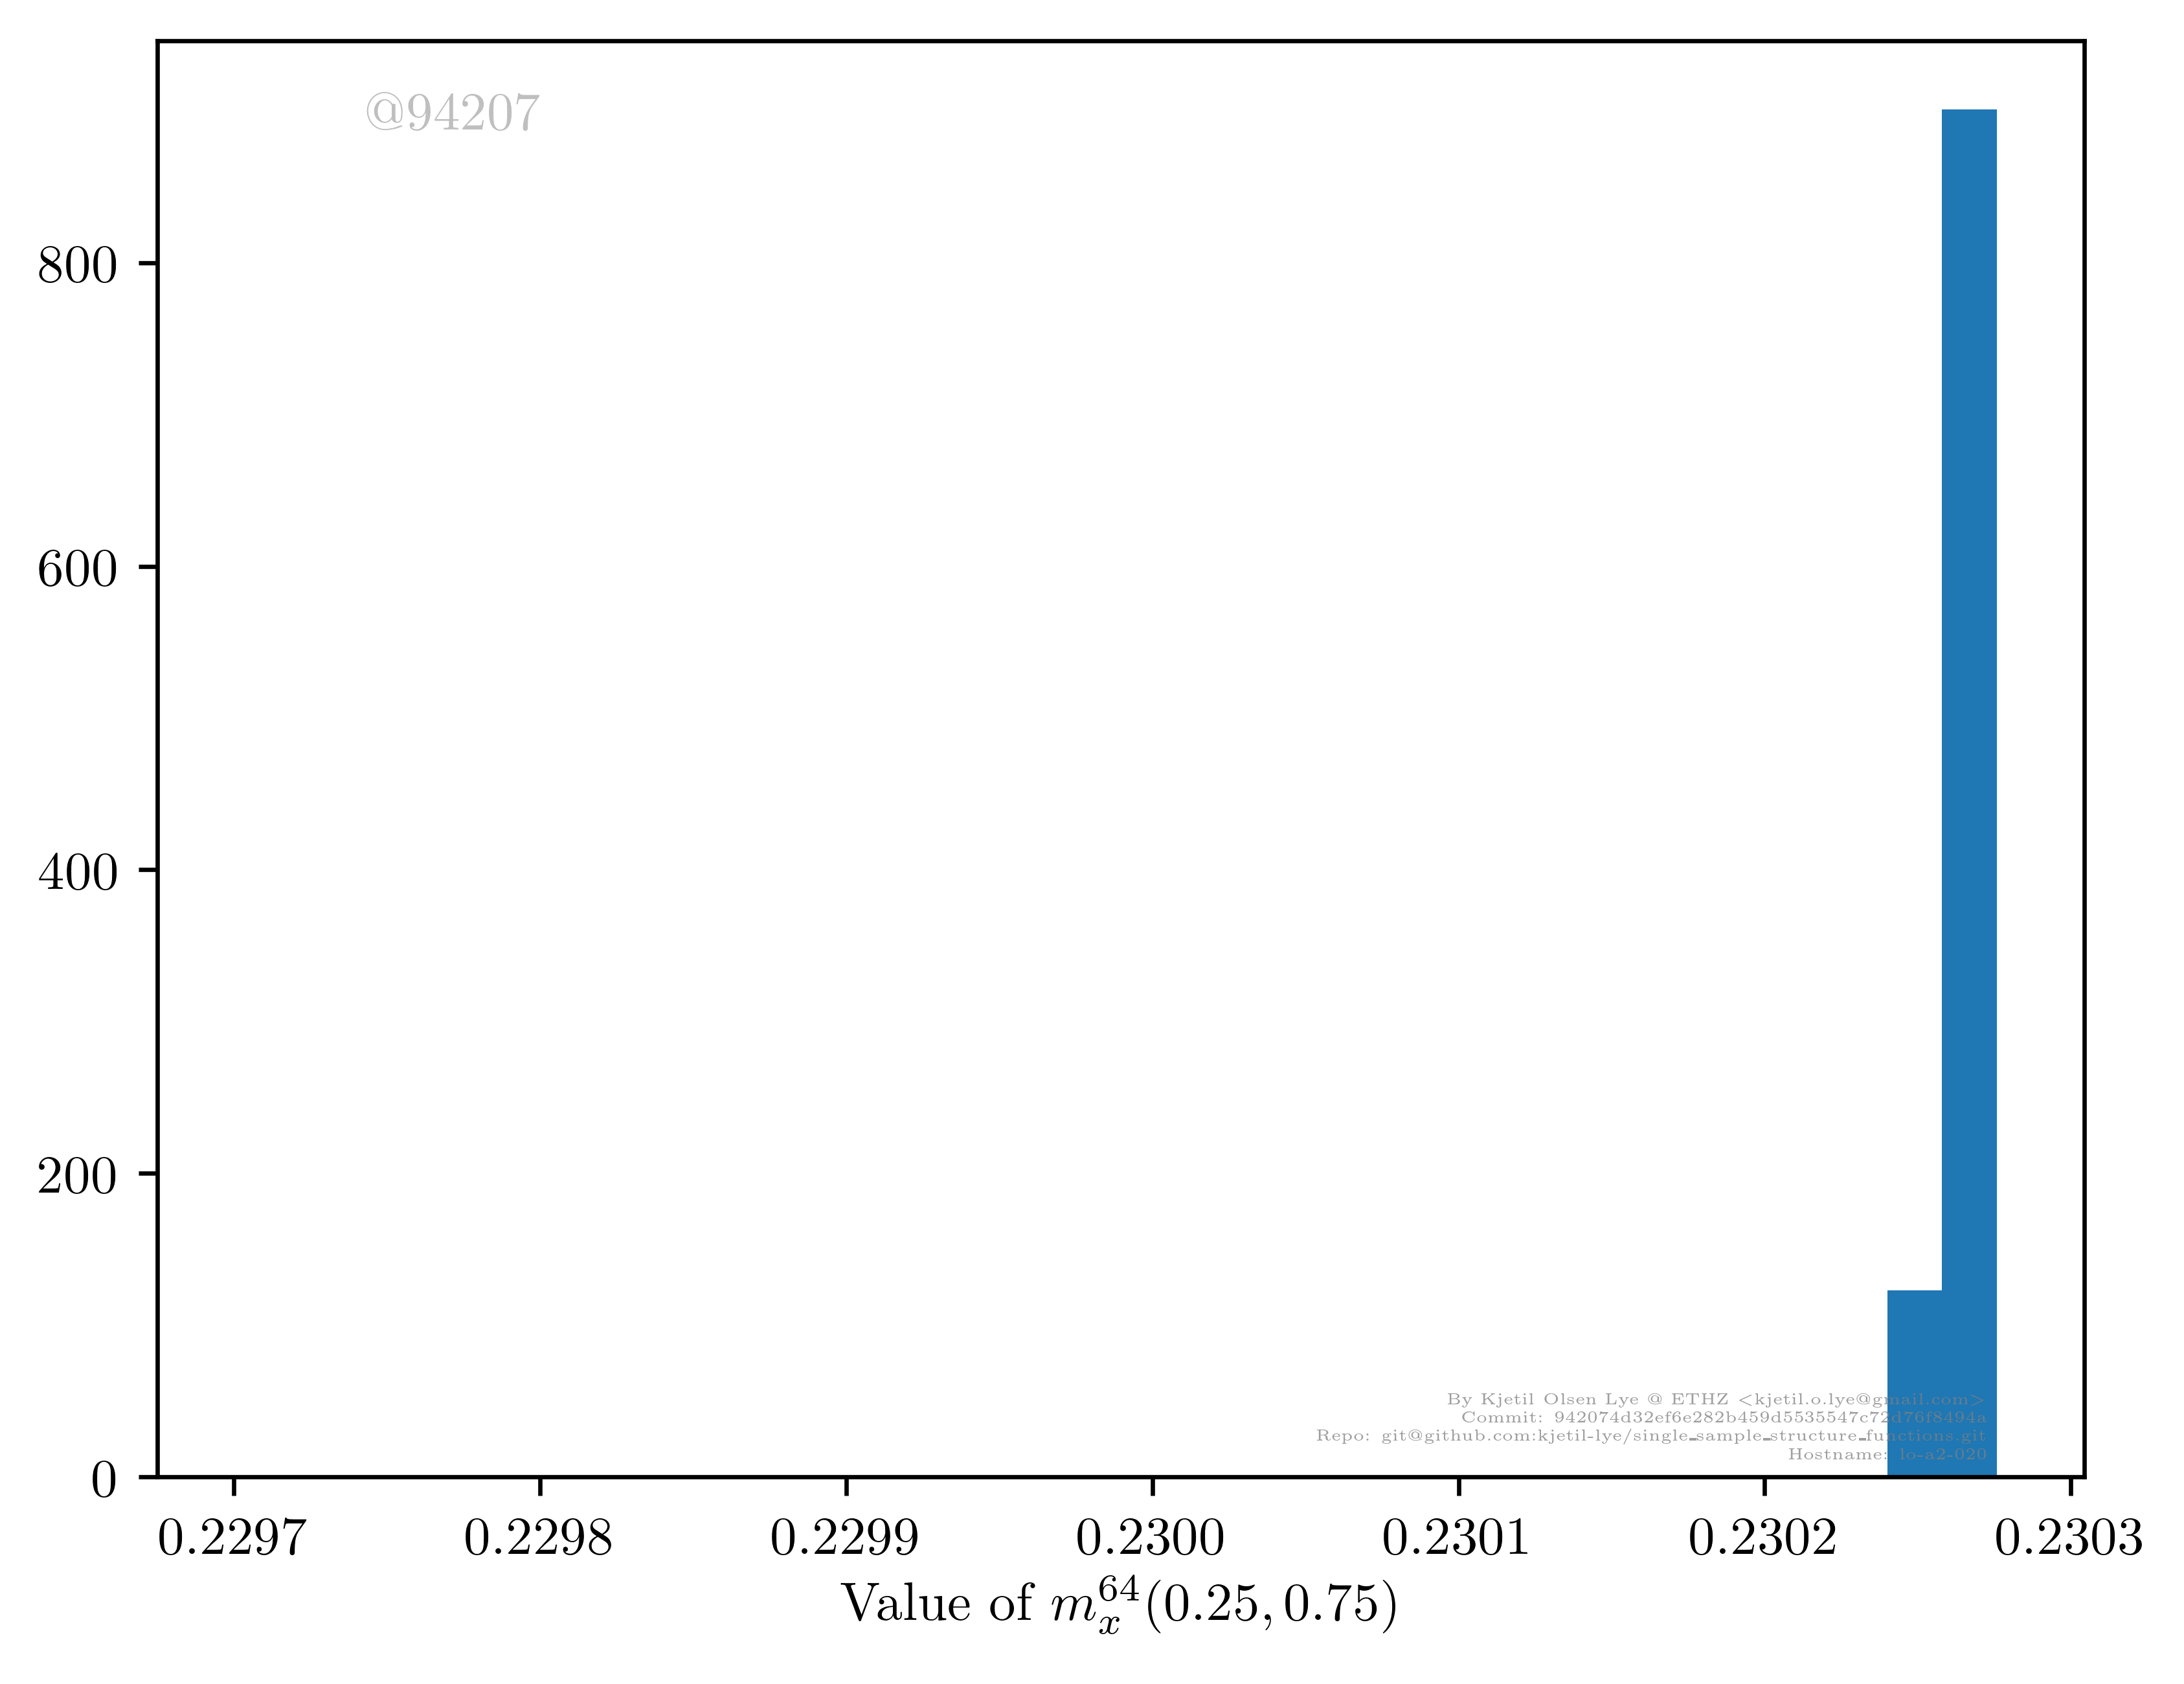 @94207
800
600
400
200
0
By Kjetil Olsen Lye @ ETHZ <kjetil.o.lye@gmail.com>
Commit: 942074d32ef6e282b459d5535547c72d76f8494a
Repo: git@github.com:kjetil-lye/single_sample_structure_functions.git
Hostname: lo-a2-020
0.2297 0.2298 0.2299 0.2300 0.2301 0.2302 0.2303
Value of $m_x^{64}(0.25, 0.75)$